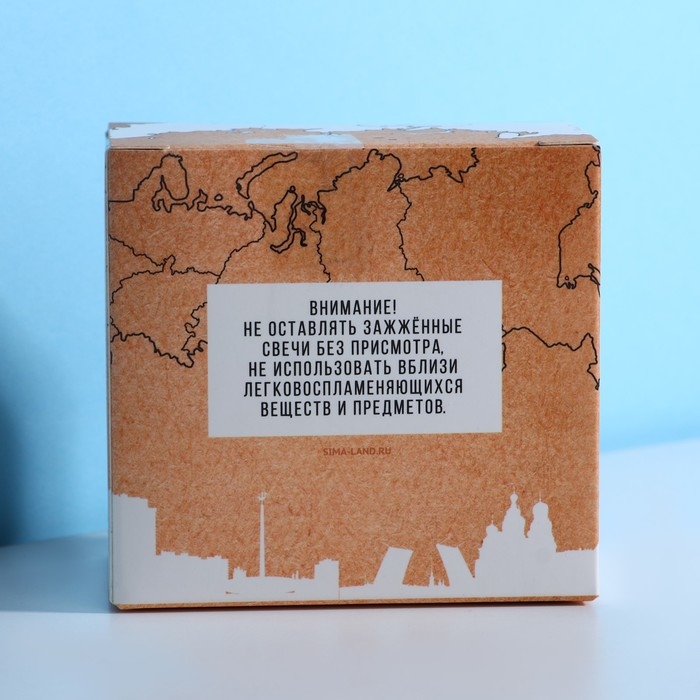 ВНИМАНИЕ!
НЕ ОСТАВЛЯТЬ ЗАЖЖЁННЫЕ
СВЕЧИ БЕЗ ПРИСМОТРА,
НЕ ИСПОЛЬЗОВАТЬ ВБЛИЗИ
ЛЕГКОВОСПЛАМЕНЯЮЩИХСЯ
ВЕЩЕСТВ И ПРЕДМЕТОВ.
SIMA-LAND.RU